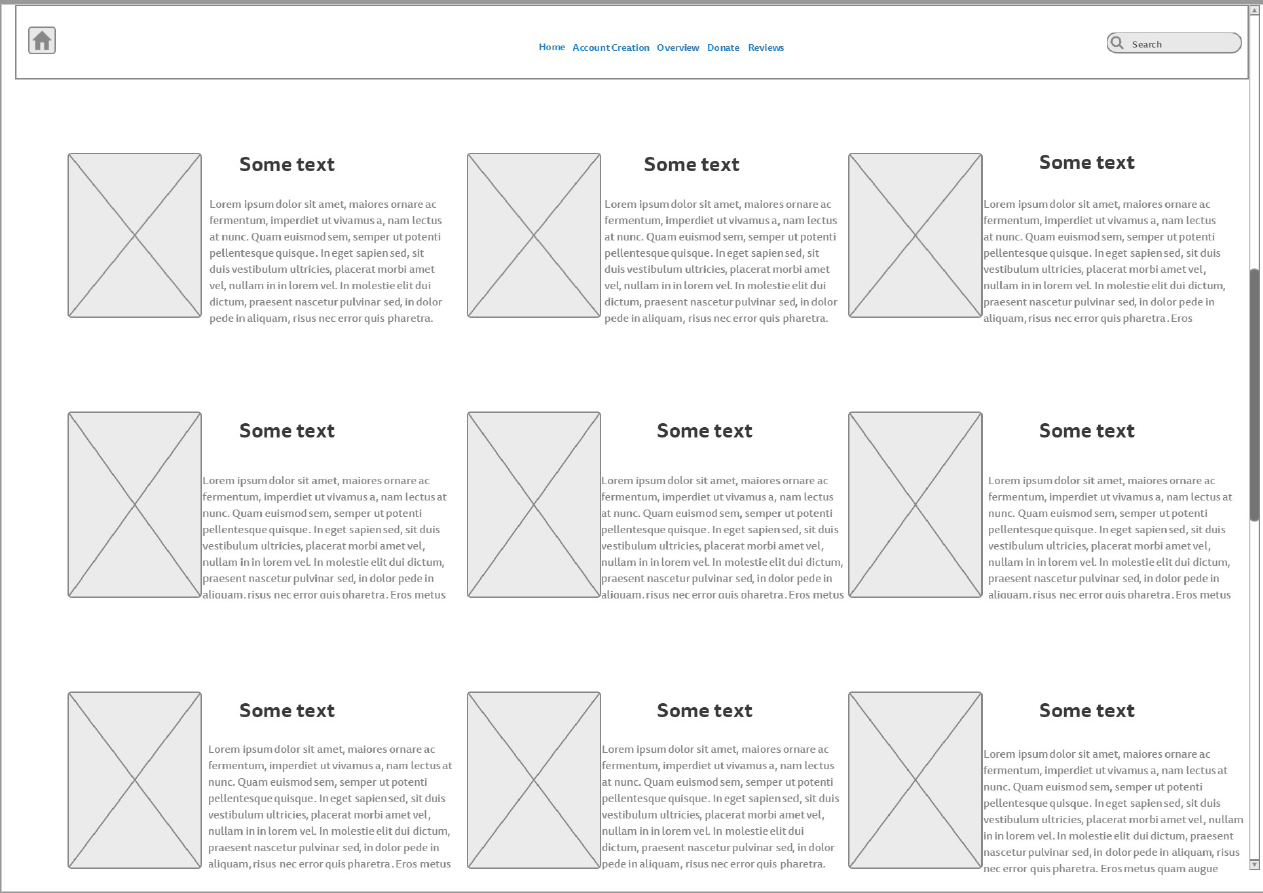 Home Account Creation Overview Donate Reviews
Search
Some text
Lorem ipsum dolor sit amet, maiores ornare ac
fermentum, imperdiet ut vivamus a, nam lectus
at nunc. Quam euismod sem, semper ut potenti
pellentesque quisque. In eget sapien sed, sit
duis vestibulum ultricies, placerat morbi amet
vel, nullam in in lorem vel. In molestie elit dui
dictum, praesent nascetur pulvinar sed, in dolor
pede in aliquam, risus nec error quis pharetra.
Some text
Lorem ipsum dolor sit amet, maiores ornare ac
fermentum, imperdiet ut vivamus a, nam lectus
at nunc. Quam euismod sem, semper ut potenti
pellentesque quisque. In eget sapien sed, sit
duis vestibulum ultricies, placerat morbi amet
vel, nullam in in lorem vel. In molestie elit dui
dictum, praesent nascetur pulvinar sed, in dolor
pede in aliquam, risus nec error quis pharetra.
Some text
Lorem ipsum dolor sit amet, maiores ornare ac
fermentum, imperdiet ut vivamus a, nam lectus
at nunc. Quam euismod sem, semper ut potenti
pellentesque quisque. In eget sapien sed, sit duis
vestibulum ultricies, placerat morbi amet vel,
nullam in in lorem vel. In molestie elit dui dictum,
praesent nascetur pulvinar sed, in dolor pede in
aliquam, risus nec error quis pharetra. Eros
Some text
Lorem ipsum dolor sit amet, maiores ornare ac
fermentum, imperdiet ut vivamus a, nam lectus at
nunc. Quam euismod sem, semper ut potenti
pellentesque quisque. In eget sapien sed, sit duis
vestibulum ultricies, placerat morbi amet vel,
nullam in in lorem vel. In molestie elit dui dictum,
praesent nascetur pulvinar sed, in dolor pede in
aliquam, risus nec error quis pharetra. Eros metus
Some text
Lorem ipsum dolor sit amet, maiores ornare ac
fermentum, imperdiet ut vivamus a, nam lectus
at nunc. Quam euismod sem, semper ut potenti
pellentesque quisque. In eget sapien sed, sit duis
vestibulum ultricies, placerat morbi amet vel,
nullam in in lorem vel. In molestie elit dui dictum,
praesent nascetur pulvinar sed, in dolor pede in
aliquam, risus nec error quis pharetra. Eros metus
Some text
Lorem ipsum dolor sit amet, maiores ornare ac
fermentum, imperdiet ut vivamus a, nam lectus at
nunc. Quam euismod sem, semper ut potenti
pellentesque quisque. In eget sapien sed, sit duis
vestibulum ultricies, placerat morbi amet vel,
nullam in in lorem vel. In molestie elit dui dictum,
praesent nascetur pulvinar sed, in dolor pede in
aliquam, risus nec error quis pharetra. Eros metus
Some text
Lorem ipsum dolor sit amet, maiores ornare ac
fermentum, imperdiet ut vivamus a, nam lectus at
nunc. Quam euismod sem, semper ut potenti
pellentesque quisque. In eget sapien sed, sit duis
vestibulum ultricies, placerat morbi amet vel,
nullam in in lorem vel. In molestie elit dui dictum,
praesent nascetur pulvinar sed, in dolor pede in
aliquam, risus nec error quis pharetra. Eros metus
Some text
Lorem ipsum dolor sit amet, maiores ornare ac
fermentum, imperdiet ut vivamus a, nam lectus
at nunc. Quam euismod sem, semper ut potenti
pellentesque quisque. In eget sapien sed, sit duis
vestibulum ultricies, placerat morbi amet vel,
nullam in in lorem vel. In molestie elit dui
dictum, praesent nascetur pulvinar sed, in dolor
pede in aliquam, risus nec error quis pharetra.
Some text
Lorem ipsum dolor sit amet, maiores ornare ac
fermentum, imperdiet ut vivamus a, nam lectus at
nunc. Quam euismod sem, semper ut potenti
pellentesque quisque. In eget sapien sed, sit duis
vestibulum ultricies, placerat morbi amet vel, nullam
in in lorem vel. In molestie elit dui dictum, praesent
nascetur pulvinar sed, in dolor pede in aliquam, risus
nec error quis pharetra. Eros metus quam augue